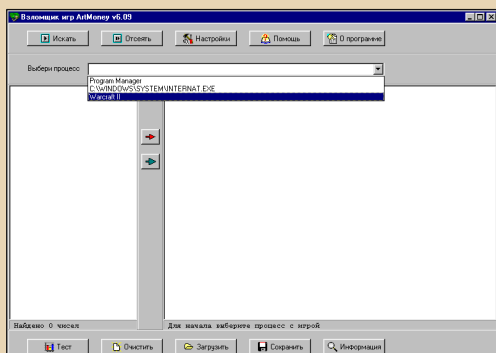 Взломщик игр ArtMoney v6.09
Искать Отсеять Настройки Помощь О программе
Выбери процесс
Program Manager
C:\WINDOWS\SYSTEM\INTERNAT.EXE
Warcraft II
Найдено 0 чисел Для начала выберите процесс с игрой
Тест Очистить Загрузить Сохранить Информация